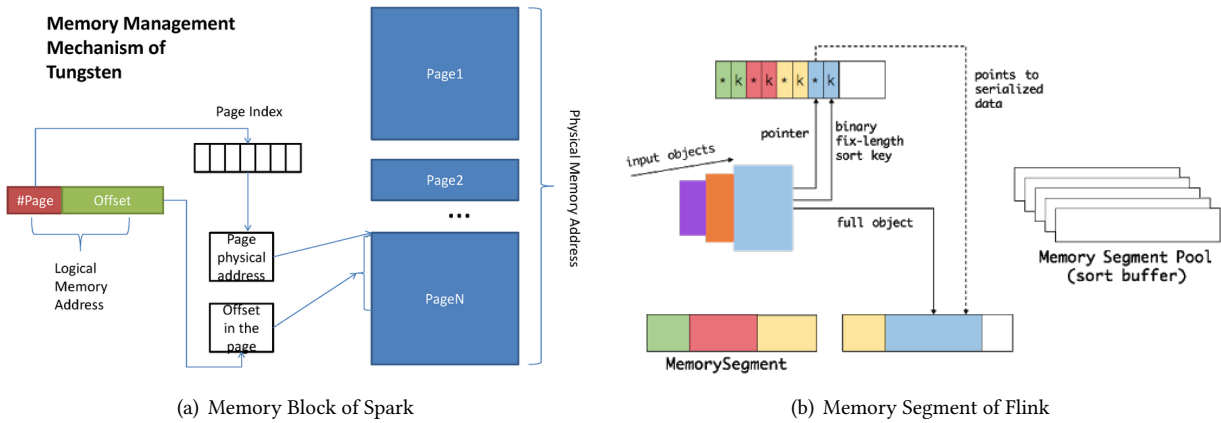 Memory Management
Mechanism of
Tungsten
Page Index
#Page
Offset
Logical
Memory
Address
Page
physical
address
Offset
in the
page
Page1
Page2
...
PageN
Physical Memory Address
(a) Memory Block of Spark
* k * k * k * k
points to
serialized
data
pointer
binary
fix-length
sort key
input objects
full object
Memory Segment Pool
(sort buffer)
MemorySegment
(b) Memory Segment of Flink